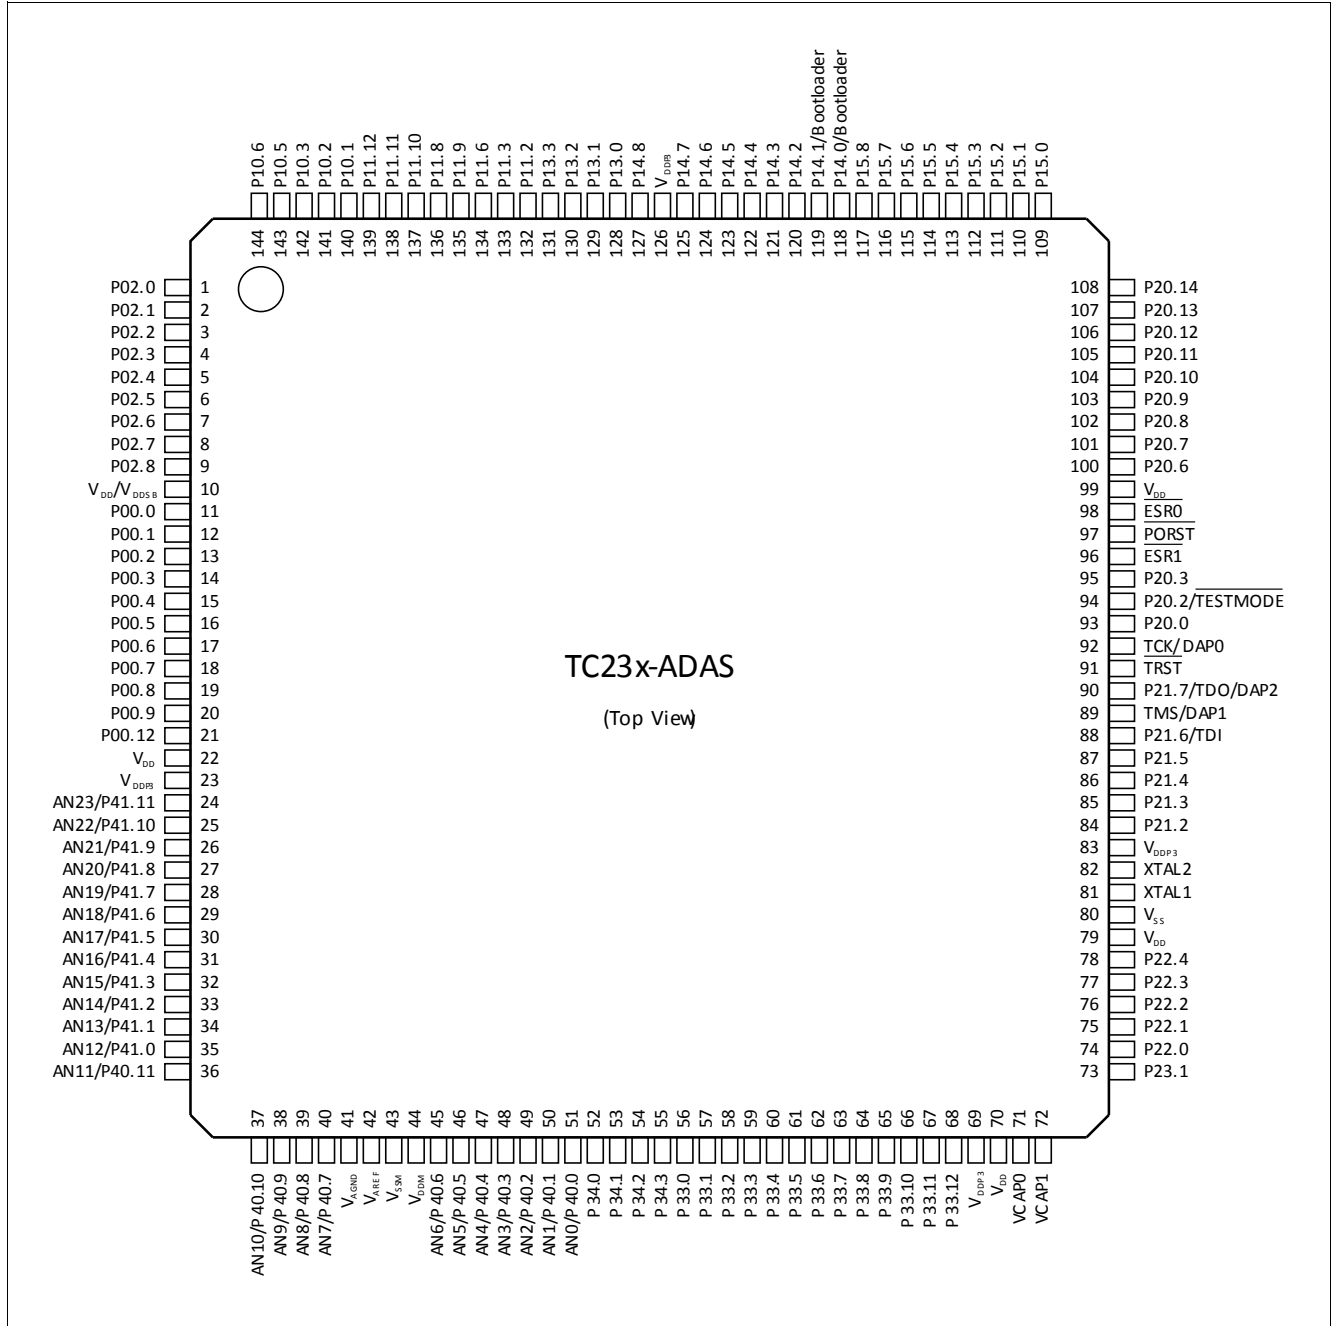 P10.6
P10.5
P10.3
P10.2
P10.1
P11.12
P11.11
P11.10
P11.8
P11.9
P11.6
P11.3
P11.2
P13.3
P13.2
P13.1
P13.0
P14.8
VDDP3
P14.7
P14.6
P14.5
P14.4
P14.3
P14.2
P14.1/Bootloader
P14.0/Bootloader
P15.8
P15.7
P15.6
P15.5
P15.4
P15.3
P15.2
P15.1
P15.0
144
143
142
141
140
139
138
137
136
135
134
133
132
131
130
129
128
127
126
125
124
123
122
121
120
119
118
117
116
115
114
113
112
111
110
109
P02.0 1
P02.1 2
P02.2 3
P02.3 4
P02.4 5
P02.5 6
P02.6 7
P02.7 8
P02.8 9
VDD/VDDSB 10
P00.0 11
P00.1 12
P00.2 13
P00.3 14
P00.4 15
P00.5 16
P00.6 17
P00.7 18
P00.8 19
P00.9 20
P00.12 21
VDD 22
VDDP3 23
AN23/P41.11 24
AN22/P41.10 25
AN21/P41.9 26
AN20/P41.8 27
AN19/P41.7 28
AN18/P41.6 29
AN17/P41.5 30
AN16/P41.4 31
AN15/P41.3 32
AN14/P41.2 33
AN13/P41.1 34
AN12/P41.0 35
AN11/P40.11 36
TC23x-ADAS
(Top View)
108 P20.14
107 P20.13
106 P20.12
105 P20.11
104 P20.10
103 P20.9
102 P20.8
101 P20.7
100 P20.6
99 VDD
98 ESR0
97 PORST
96 ESR1
95 P20.3
94 P20.2/TESTMODE
93 P20.0
92 TCK/DAP0
91 TRST
90 P21.7/TDO/DAP2
89 TMS/DAP1
88 P21.6/TDI
87 P21.5
86 P21.4
85 P21.3
84 P21.2
83 VDDP3
82 XTAL2
81 XTAL1
80 VSS
79 VDD
78 P22.4
77 P22.3
76 P22.2
75 P22.1
74 P22.0
73 P23.1
37
38
39
40
41
42
43
44
45
46
47
48
49
50
51
52
53
54
55
56
57
58
59
60
61
62
63
64
65
66
67
68
69
70
71
72
AN10/P40.10
AN9/P40.9
AN8/P40.8
AN7/P40.7
VAGND
VAREF
VSSM
VDDM
AN6/P40.6
AN5/P40.5
AN4/P40.4
AN3/P40.3
AN2/P40.2
AN1/P40.1
AN0/P40.0
P34.0
P34.1
P34.2
P34.3
P33.0
P33.1
P33.2
P33.3
P33.4
P33.5
P33.6
P33.7
P33.8
P33.9
P33.10
P33.11
P33.12
VDDP3
VDD
VCAP0
VCAP1